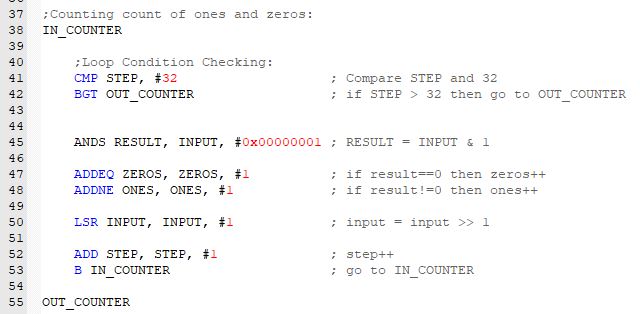 37 ;Counting count of ones and zeros:
38 IN_COUNTER
39
40 ;Loop Condition Checking:
41 CMP STEP, #32 ; Compare STEP and 32
42 BGT OUT_COUNTER ; if STEP > 32 then go to OUT_COUNTER
43
44
45 ANDS RESULT, INPUT, #0x00000001 ; RESULT = INPUT & 1
46
47 ADDEQ ZEROS, ZEROS, #1 ; if result==0 then zeros++
48 ADDNE ONES, ONES, #1 ; if result!=0 then ones++
49
50 LSR INPUT, INPUT, #1 ; input = input >> 1
51
52 ADD STEP, STEP, #1 ; step++
53 B IN_COUNTER ; go to IN_COUNTER
54
55 OUT_COUNTER